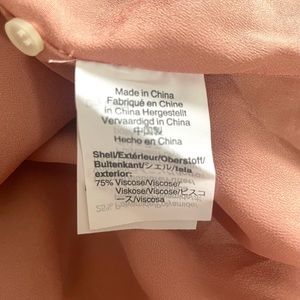 Made in China
Fabriqué en Chine
in China Hergestellt
Vervaardigd in China
中国製
Hecho en China
Shell/Extérieur/Oberstoff/
Buitenkant/シェル/tela
exterior:
75% Viscose/Viscose/
Viskose/Viscose/ビスコ
ース/viscosa